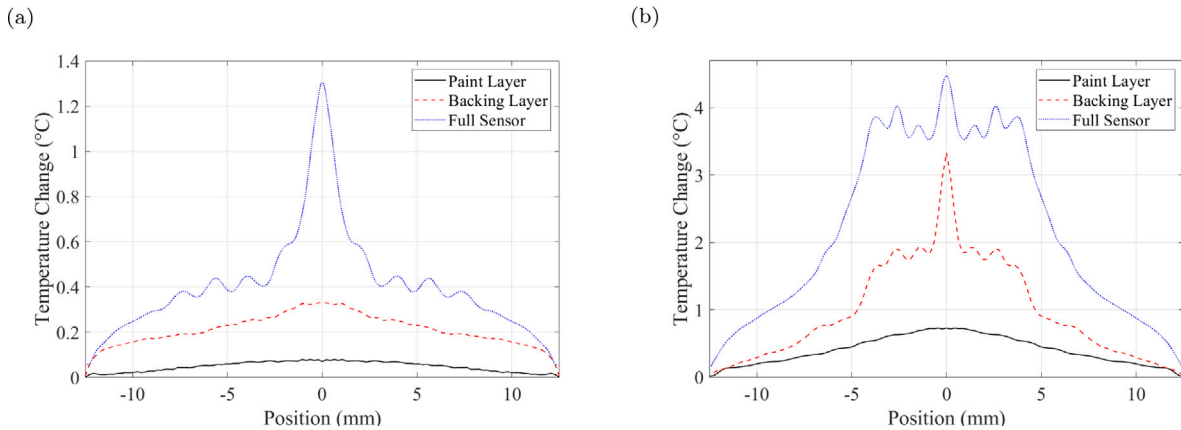 (a)
(b)
Temperature Change (°C)
1.4
1.2
1
0.8
0.6
0.4
0.2
0
-10
-5
0
5
10
Position (mm)
Paint Layer
Backing Layer
Full Sensor
Temperature Change (°C)
4
3
2
1
0
-10
-5
0
5
10
Position (mm)
Paint Layer
Backing Layer
Full Sensor